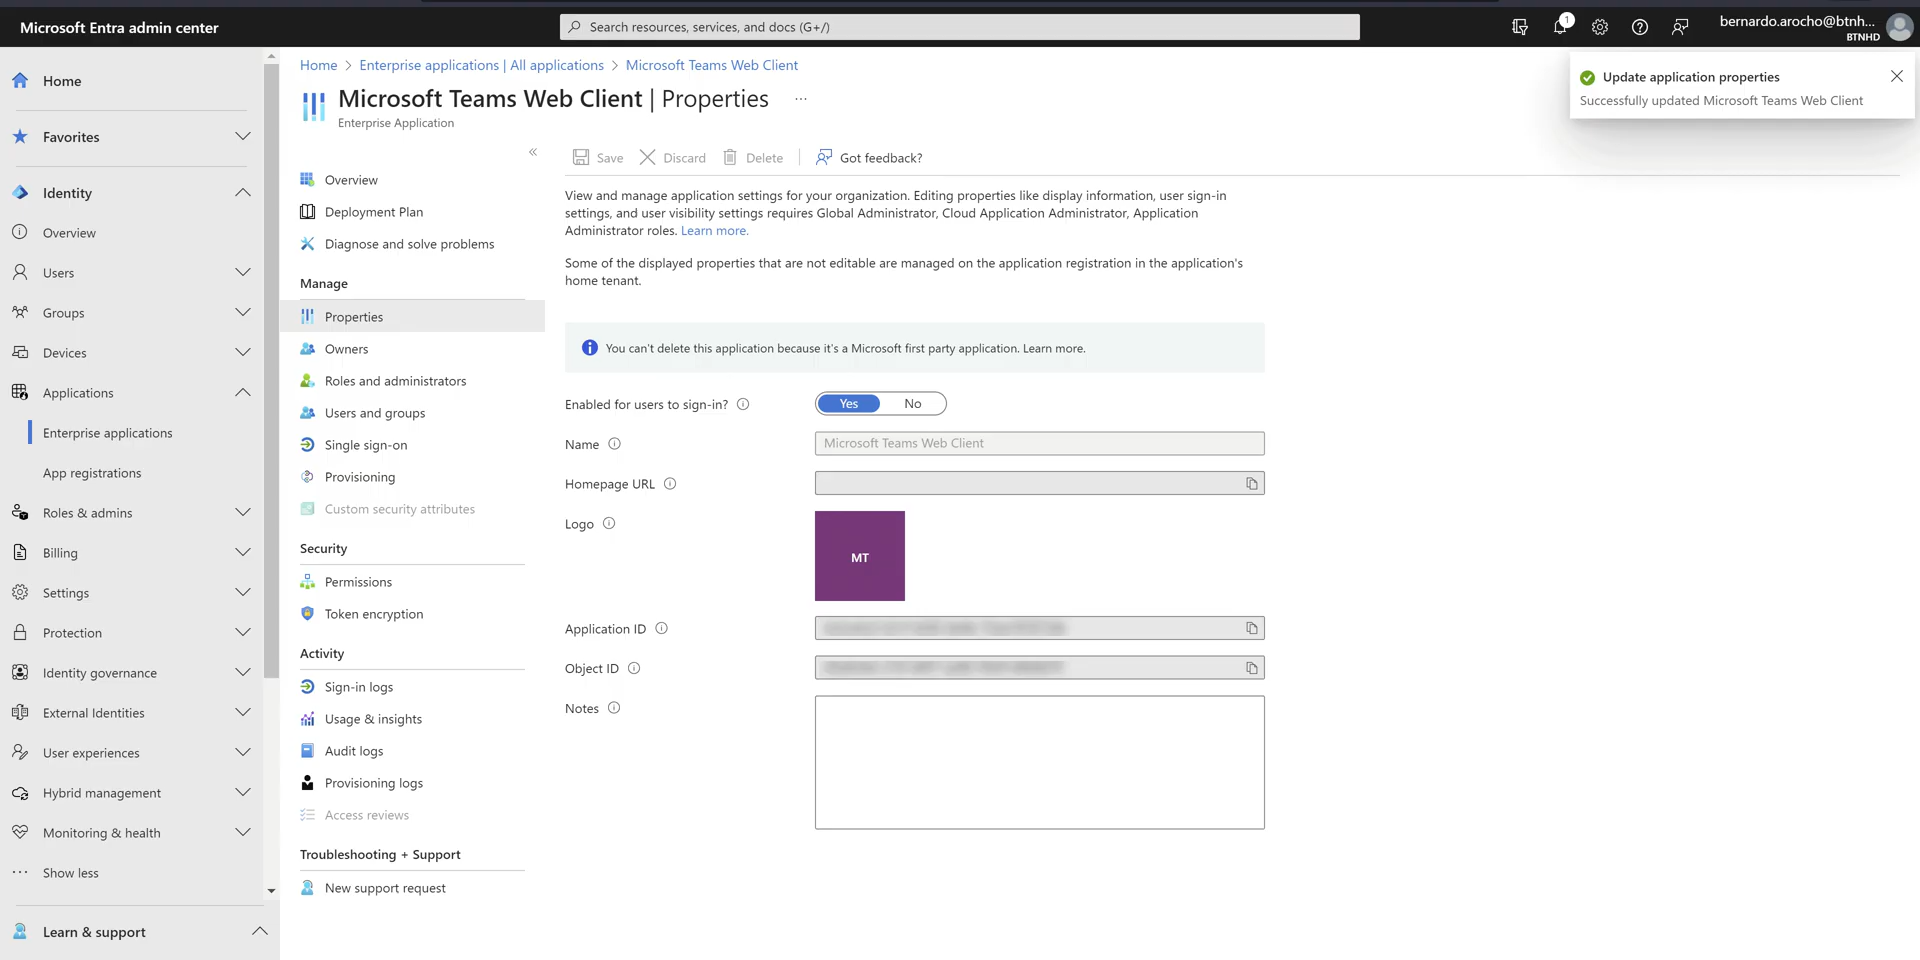 Microsoft Entra admin center
Search resources, services, and docs (G+/)
1
bernardo.arocho@btnh...
BTNHD
Home
Favorites
Identity
Overview
Users
Groups
Devices
Applications
Enterprise applications
App registrations
Roles & admins
Billing
Settings
Protection
Identity governance
External Identities
User experiences
Hybrid management
Monitoring & health
Show less
Learn & support
Home > Enterprise applications | All applications > Microsoft Teams Web Client
Microsoft Teams Web Client | Properties ...
Enterprise Application
«
Overview
Deployment Plan
Diagnose and solve problems
Manage
Properties
Owners
Roles and administrators
Users and groups
Single sign-on
Provisioning
Custom security attributes
Security
Permissions
Token encryption
Activity
Sign-in logs
Usage & insights
Audit logs
Provisioning logs
Access reviews
Troubleshooting + Support
New support request
Save Discard Delete | Got feedback?
View and manage application settings for your organization. Editing properties like display information, user sign-in
settings, and user visibility settings requires Global Administrator, Cloud Application Administrator, Application
Administrator roles. Learn more.
Some of the displayed properties that are not editable are managed on the application registration in the application's
home tenant.
You can't delete this application because it's a Microsoft first party application. Learn more.
Enabled for users to sign-in? Yes No
Name Microsoft Teams Web Client
Homepage URL
Logo
MT
Application ID
Object ID
Notes
Update application properties
Successfully updated Microsoft Teams Web Client